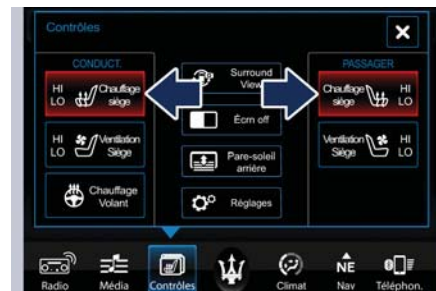 Contrôles
CONDUCT.
PASSAGER
HI
LO
Chauffage
siège
Surround
View
Chauffage
siège
HI
LO
HI
LO
Ventilation
Siège
Écrn off
Ventilation
Siège
HI
LO
Chauffage
Volant
Pare-soleil
arrière
Réglages
Radio
Média
Contrôles
Climat
NE
Nav
Téléphon.